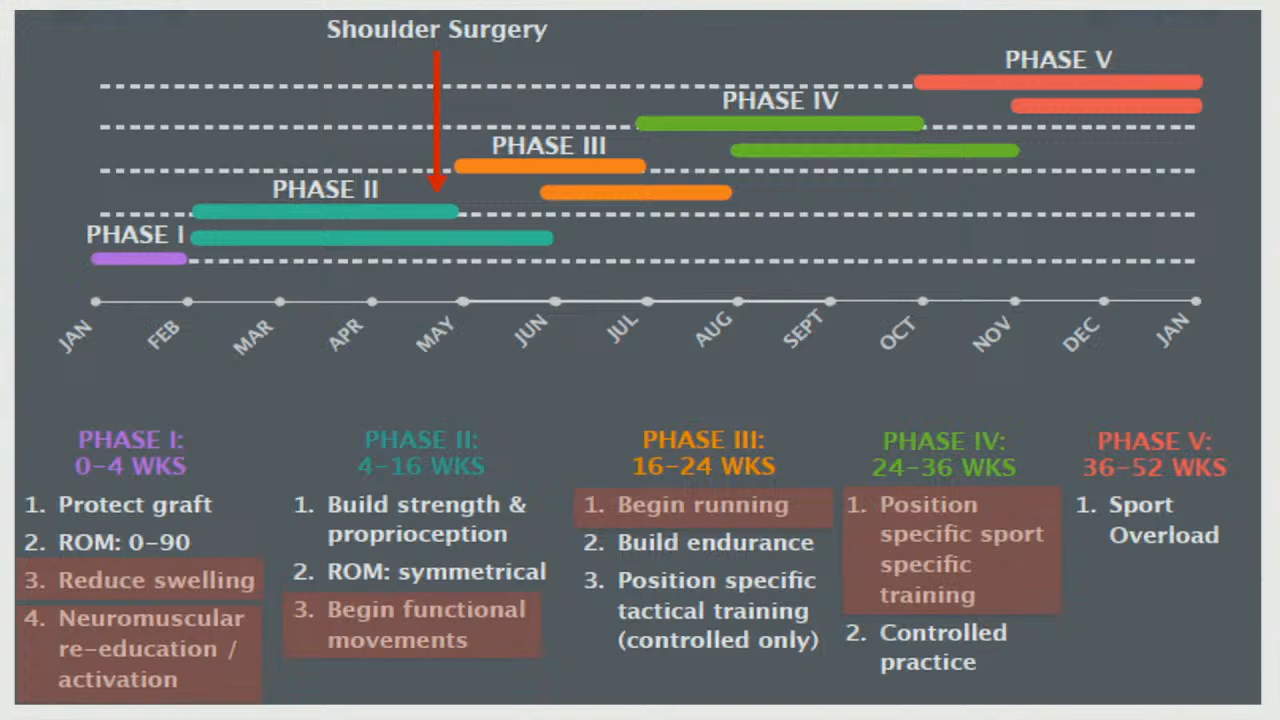 Shoulder Surgery
PHASE V
PHASE IV
PHASE III
PHASE II
PHASE I
JAN
FEB
MAR
APR
MAY
JUN
JUL
AUG
SEPT
OCT
NOV
DEC
JAN
PHASE I:
0-4 WKS
1. Protect graft
2. ROM: 0-90
3. Reduce swelling
4. Neuromuscular
re-education /
activation
PHASE II:
4-16 WKS
1. Build strength &
proprioception
2. ROM: symmetrical
3. Begin functional
movements
PHASE III:
16-24 WKS
1. Begin running
2. Build endurance
3. Position specific
tactical training
(controlled only)
PHASE IV:
24-36 WKS
1. Position
specific sport
specific
training
2. Controlled
practice
PHASE V:
36-52 WKS
1. Sport
Overload